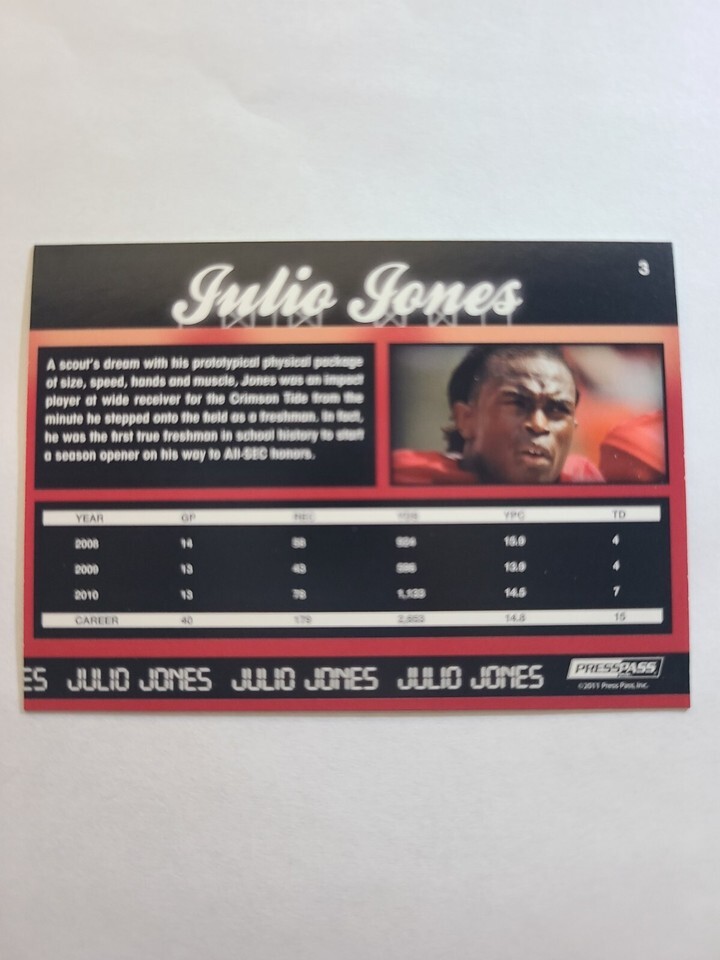 Julio Jones
3
A scout's dream with his prototypical physical package
of size, speed, hands and muscle, Jones was an impact
player at wide receiver for the Crimson Tide from the
minute he stepped onto the field as a freshman. In fact,
he was the first true freshman in school history to start
a season opener on his way to All-SEC honors.
YEAR GP REC YDS YPC TD
2008 14 58 924 15.9 4
2009 13 43 596 13.9 4
2010 13 78 1,133 14.5 7
CAREER 40 179 2,653 14.8 15
ES JULIO JONES JULIO JONES JULIO JONES
PRESS PASS
©2011 Press Pass, Inc.